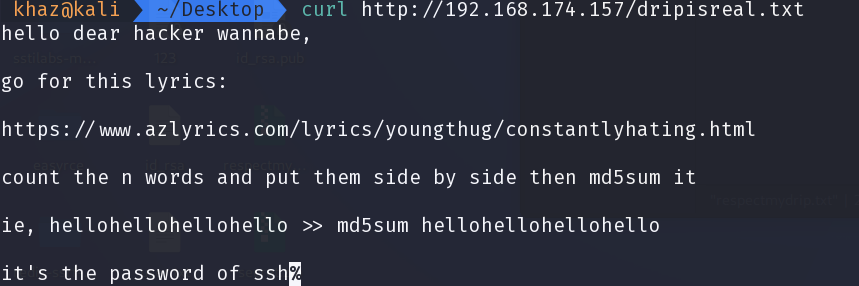 khaz@kali ~/Desktop curl http://192.168.174.157/dripisreal.txt
hello dear hacker wannabe,
go for this lyrics:
https://www.azlyrics.com/lyrics/youngthug/constantlyhating.html
count the n words and put them side by side then md5sum it
ie, hellohellohellohello >> md5sum hellohellohellohello
it's the password of ssh%